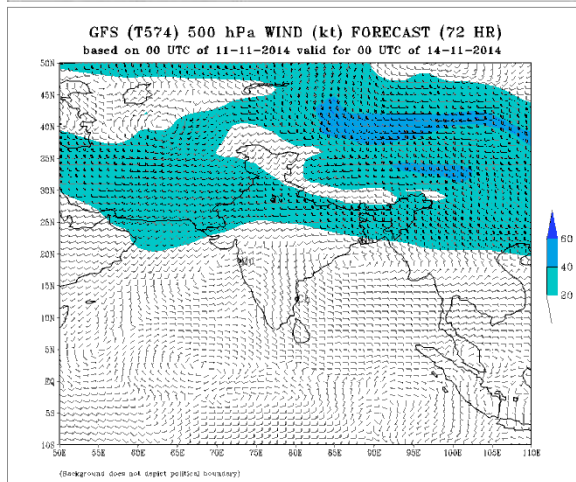 GFS (T574) 500 hPa WIND (kt) FORECAST (72 HR)
based on 00 UTC of 11-11-2014 valid for 00 UTC of 14-11-2014
50N
45N
40N
35N
30N
25N
20N
15N
10N
5N
5S
10S
50E
55E
60E
65E
70E
75E
80E
85E
90E
95E
100E
105E
110E
60
40
20
(Background does not depict political boundary)